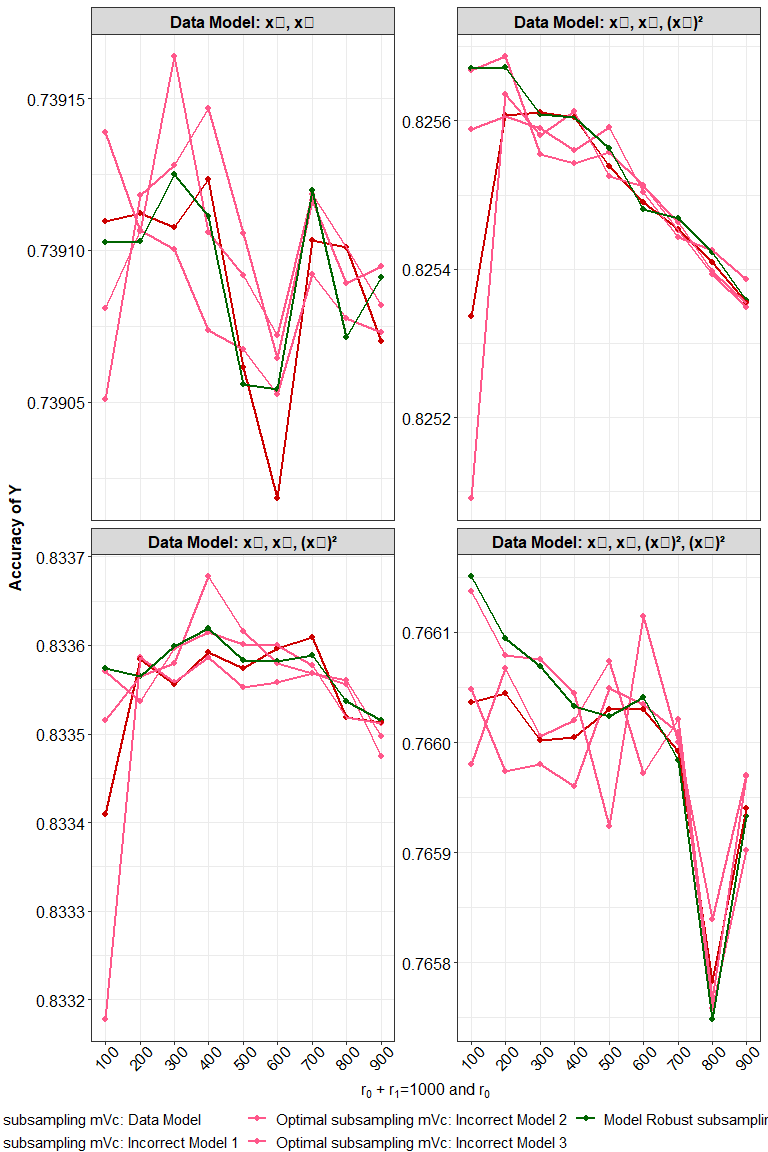 Data Model: x▯, x▯
Data Model: x▯, x▯, (x▯)²
0.73915
0.73910
0.73905
0.8256
0.8254
0.8252
Accuracy of Y
Data Model: x▯, x▯, (x▯)²
Data Model: x▯, x▯, (x▯)², (x▯)²
0.8337
0.8336
0.8335
0.8334
0.8333
0.8332
0.7661
0.7660
0.7659
0.7658
100 200 300 400 500 600 700 800 900
100 200 300 400 500 600 700 800 900
r₀ + r₁=1000 and r₀
subsampling mVc: Data Model Optimal subsampling mVc: Incorrect Model 2 Model Robust subsampli
subsampling mVc: Incorrect Model 1 Optimal subsampling mVc: Incorrect Model 3